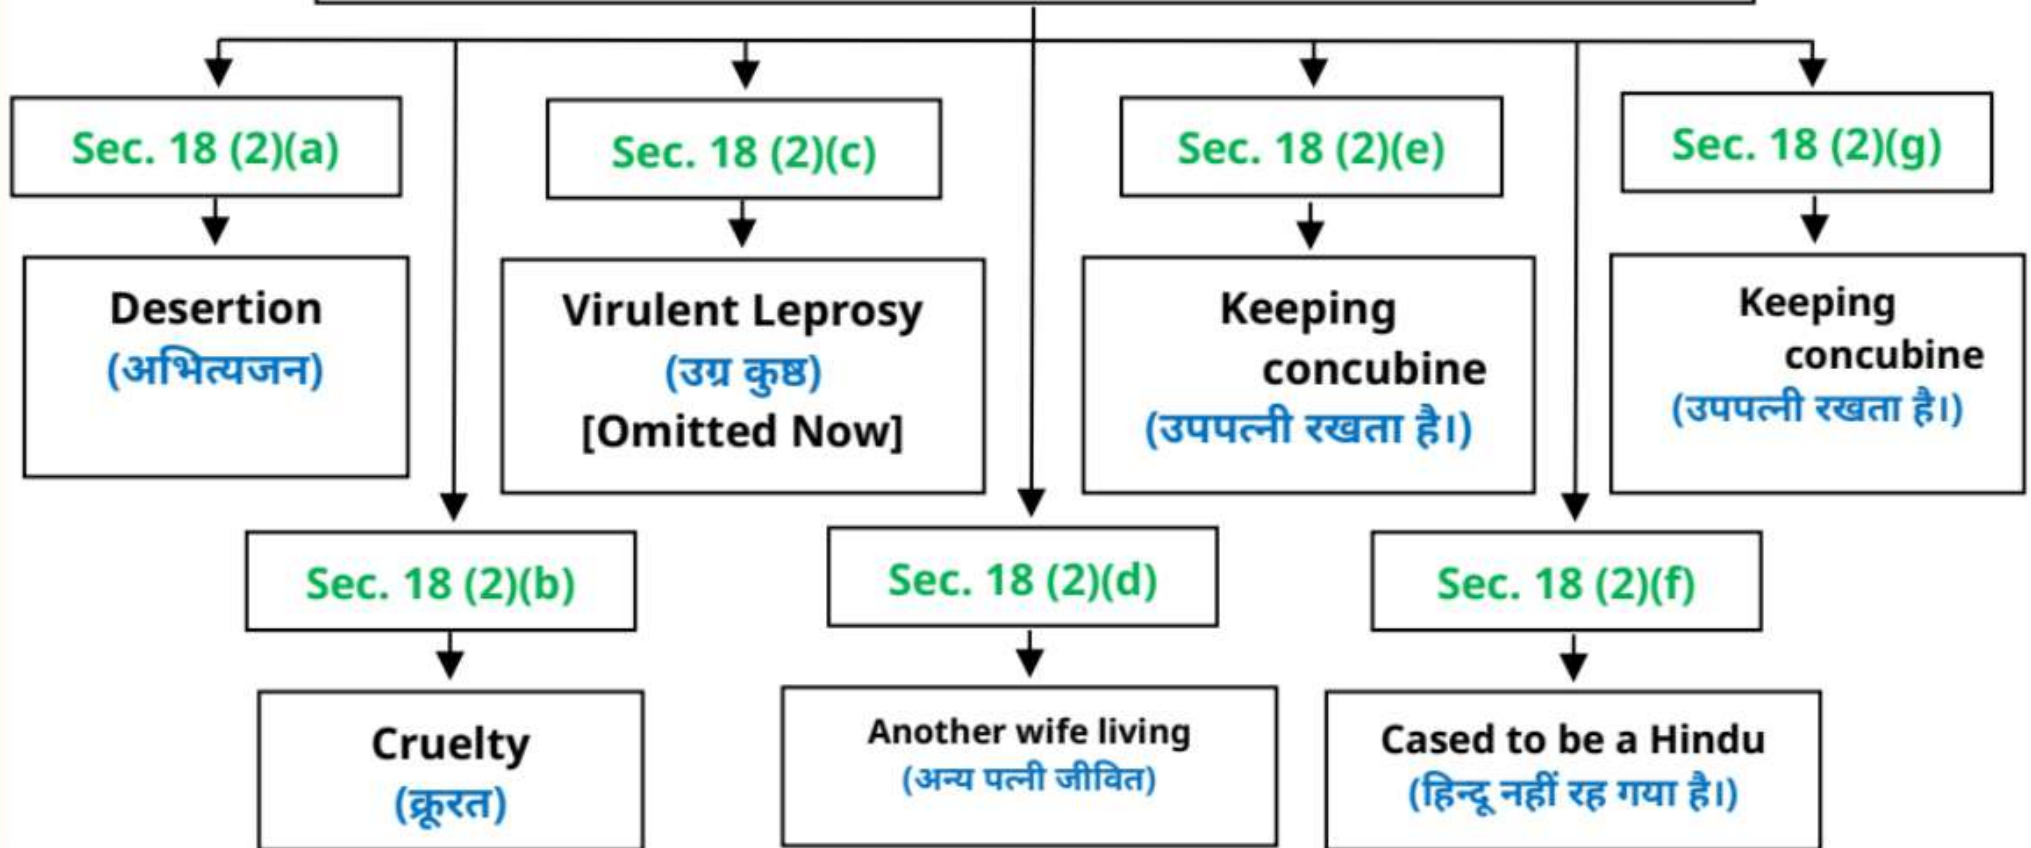 Sec. 18 (2)(a)
Desertion
(अभित्यजन)
Sec. 18 (2)(c)
Virulent Leprosy
(उग्र कुष्ठ)
[Omitted Now]
Sec. 18 (2)(e)
Keeping
concubine
(उपपत्नी रखता है।)
Sec. 18 (2)(g)
Keeping
concubine
(उपपत्नी रखता है।)
Sec. 18 (2)(b)
Cruelty
(क्रूरत)
Sec. 18 (2)(d)
Another wife living
(अन्य पत्नी जीवित)
Sec. 18 (2)(f)
Cased to be a Hindu
(हिन्दू नहीं रह गया है।)